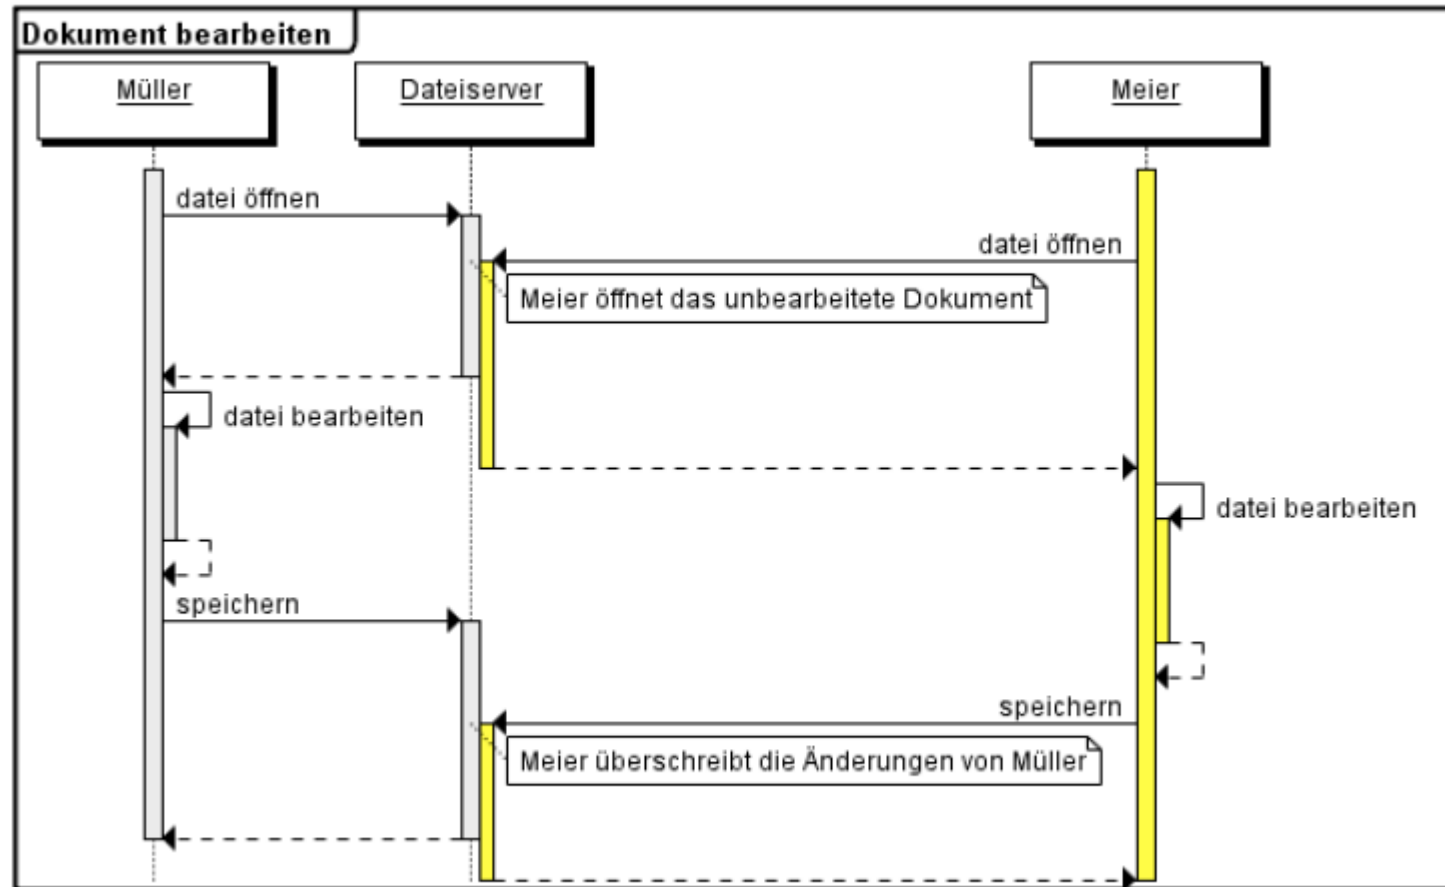 Dokument bearbeiten
Müller
Dateiserver
Meier
datei öffnen
datei öffnen
Meier öffnet das unbearbeitete Dokument
datei bearbeiten
datei bearbeiten
speichern
speichern
Meier überschreibt die Änderungen von Müller